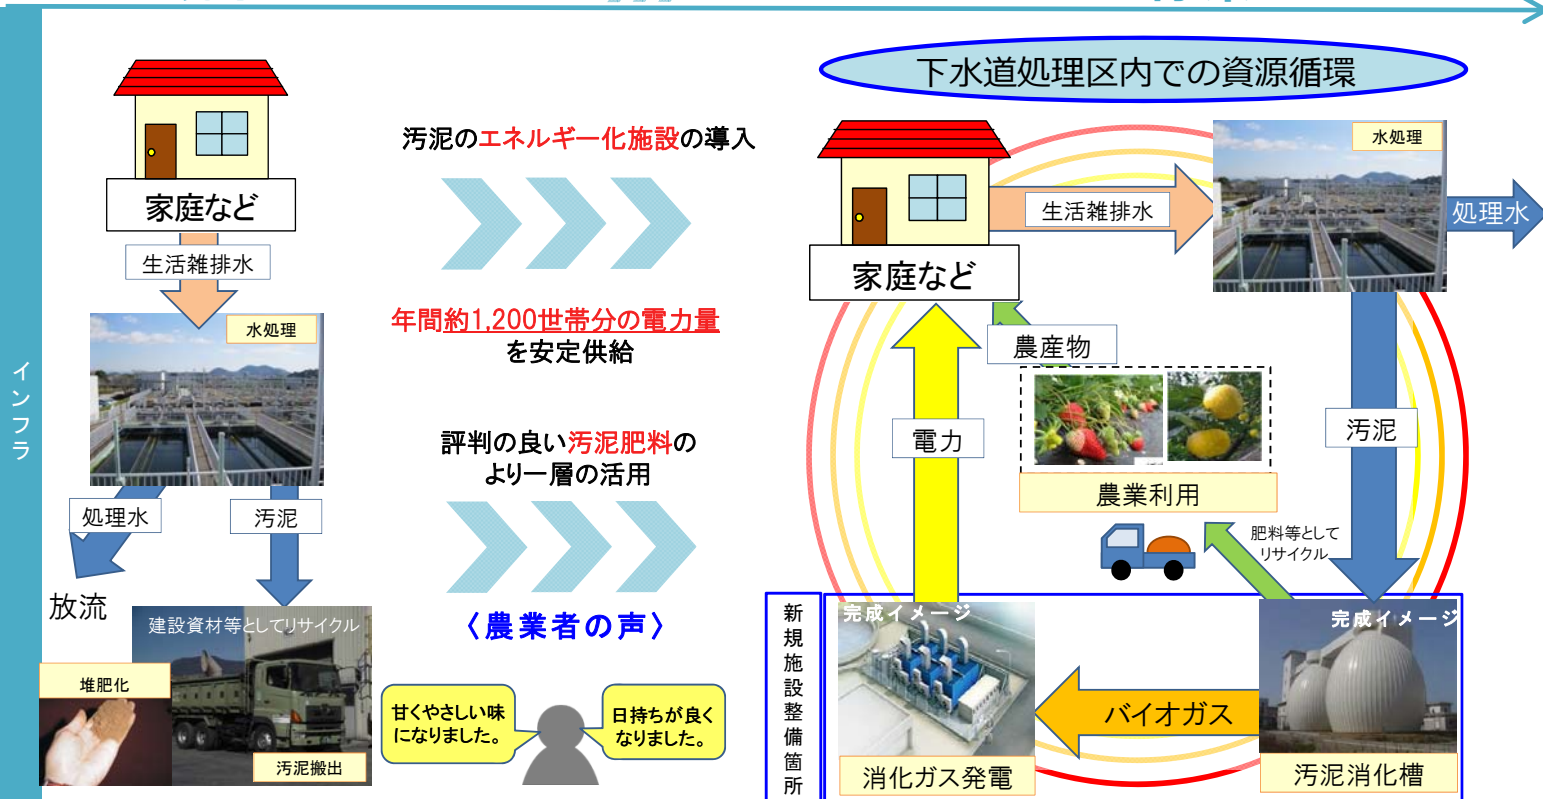 インフラ
家庭など
生活雑排水
水処理
処理水
汚泥
放流
建設資材等としてリサイクル
堆肥化
汚泥搬出
汚泥のエネルギー化施設の導入
年間約1,200世帯分の電力量
を安定供給
評判の良い汚泥肥料の
より一層の活用
〈農業者の声〉
甘くやさしい味
になりました。
日持ちが良く
なりました。
下水道処理区内での資源循環
家庭など
生活雑排水
水処理
処理水
農産物
電力
汚泥
農業利用
肥料等として
リサイクル
新規施設整備箇所
完成イメージ
消化ガス発電
バイオガス
完成イメージ
汚泥消化槽